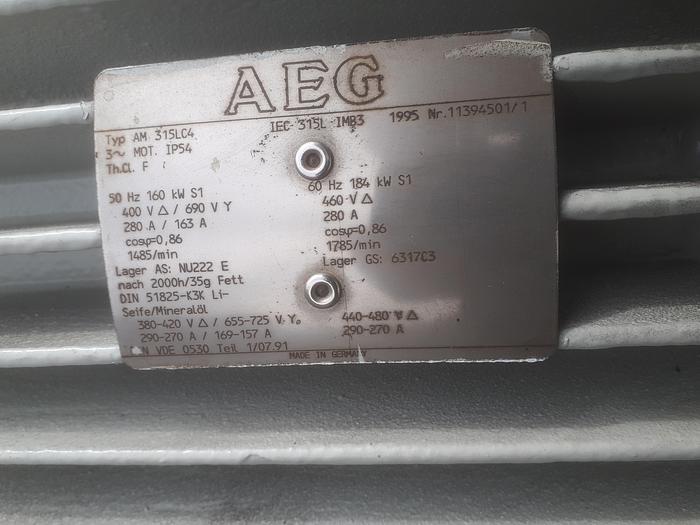 AEG
IEC 315L IMB3 1995 Nr.11394501/1
Typ AM 315LC4
3~ MOT. IP54
Th.Cl. F
50 Hz 160 kW S1 60 Hz 184 kW S1
400 V Δ / 690 V Y 460 V Δ
280 A / 163 A 280 A
cosφ=0,86 cosφ=0,86
1485/min 1785/min
Lager AS: NU222 E Lager GS: 6317C3
nach 2000h/35g Fett
DIN 51825-K3K Li-
Seife/Mineralöl
380-420 V Δ / 655-725 V Y. 440-480 V Δ
290-270 A / 169-157 A 290-270 A
N VDE 0530 Teil 1/07.91
MADE IN GERMANY